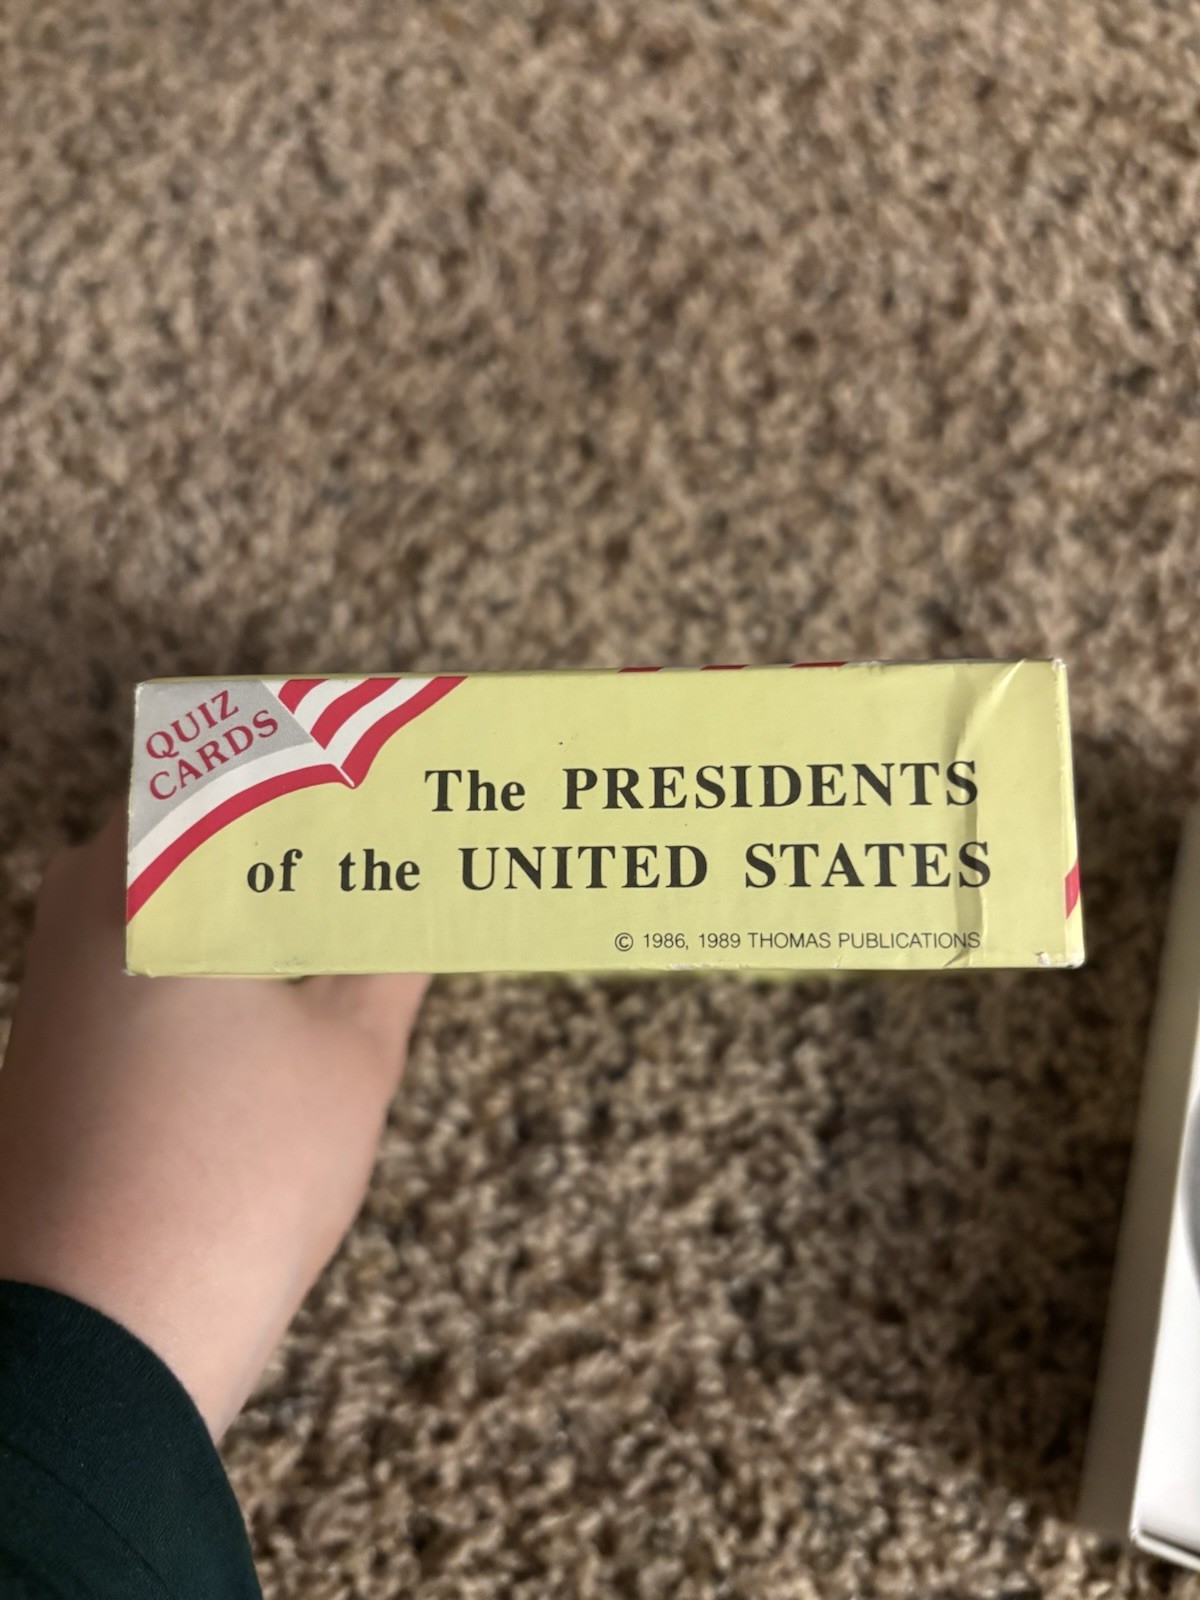 QUIZ
CARDS
The PRESIDENTS
of the UNITED STATES
© 1986, 1989 THOMAS PUBLICATIONS